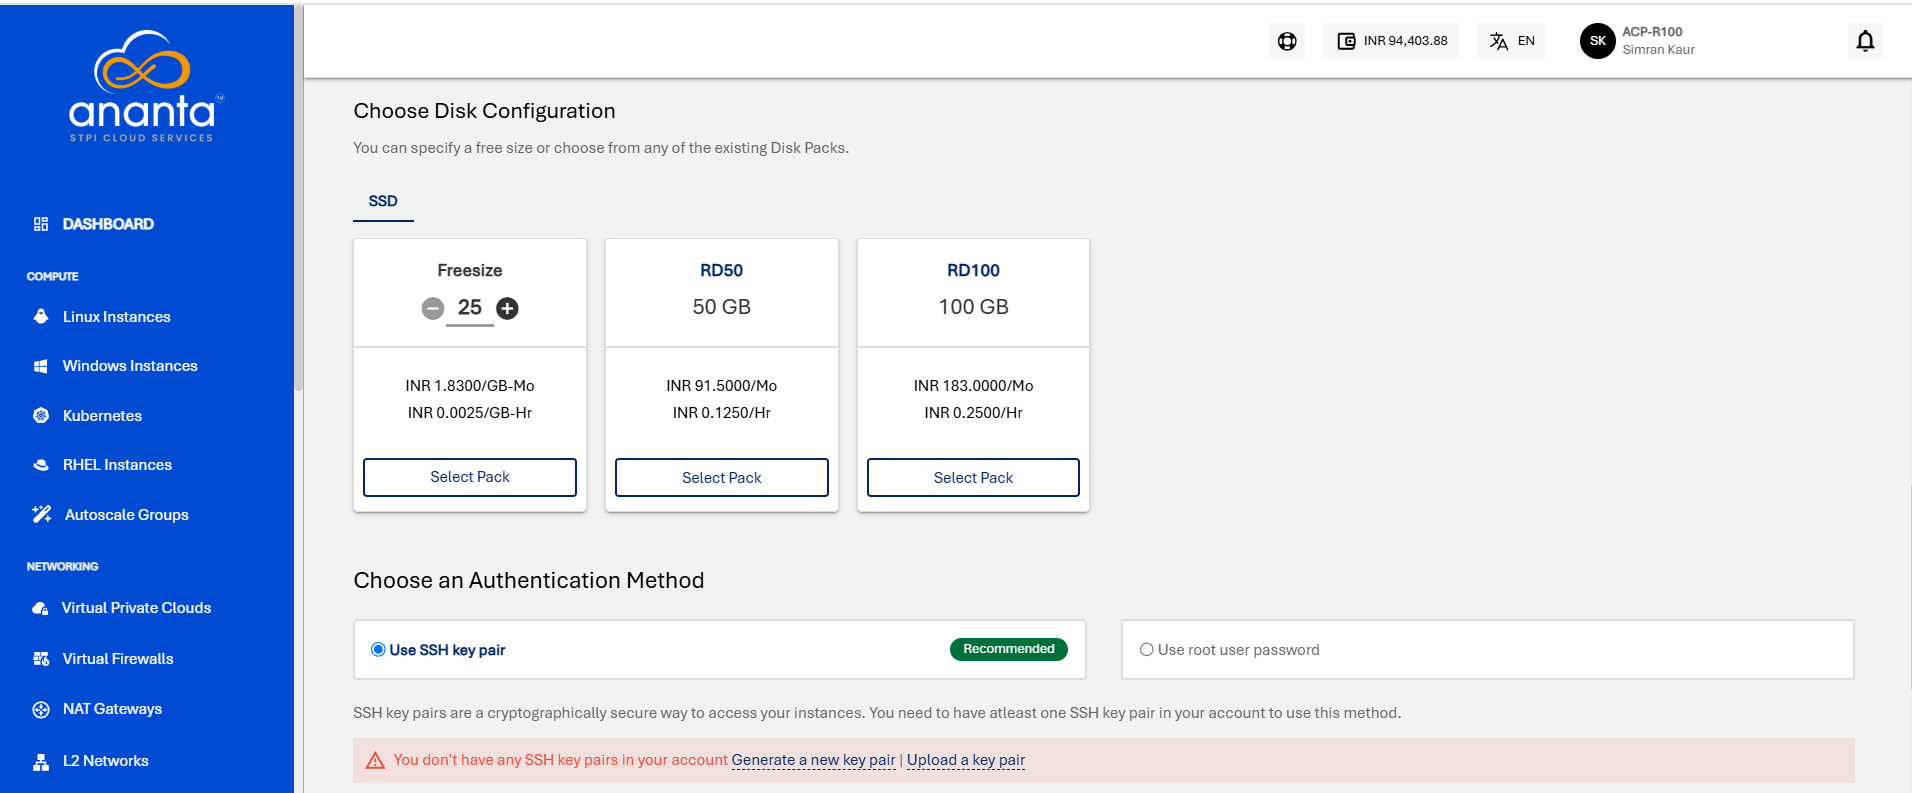 ananta TM
STPI CLOUD SERVICES
DASHBOARD
COMPUTE
Linux Instances
Windows Instances
Kubernetes
RHEL Instances
Autoscale Groups
NETWORKING
Virtual Private Clouds
Virtual Firewalls
NAT Gateways
L2 Networks
INR 94,403.88
EN
SK
ACP-R100
Simran Kaur
Choose Disk Configuration
You can specify a free size or choose from any of the existing Disk Packs.
SSD
Freesize
25
INR 1.8300/GB-Mo
INR 0.0025/GB-Hr
Select Pack
RD50
50 GB
INR 91.5000/Mo
INR 0.1250/Hr
Select Pack
RD100
100 GB
INR 183.0000/Mo
INR 0.2500/Hr
Select Pack
Choose an Authentication Method
Use SSH key pair Recommended
Use root user password
SSH key pairs are a cryptographically secure way to access your instances. You need to have atleast one SSH key pair in your account to use this method.
You don't have any SSH key pairs in your account Generate a new key pair | Upload a key pair